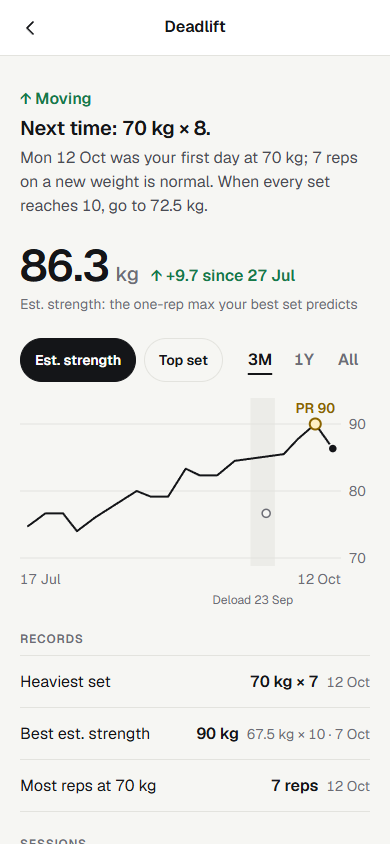 Deadlift
↑ Moving
Next time: 70 kg × 8.
Mon 12 Oct was your first day at 70 kg; 7 reps
on a new weight is normal. When every set
reaches 10, go to 72.5 kg.
86.3 kg ↑ +9.7 since 27 Jul
Est. strength: the one-rep max your best set predicts
Est. strength Top set 3M 1Y All
PR 90
90
80
70
17 Jul 12 Oct
Deload 23 Sep
RECORDS
Heaviest set 70 kg × 7 12 Oct
Best est. strength 90 kg 67.5 kg × 10 · 7 Oct
Most reps at 70 kg 7 reps 12 Oct
SESSIONS